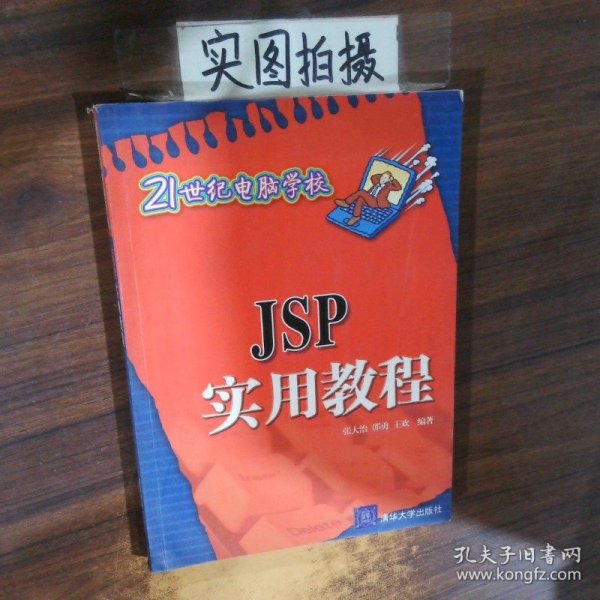 实图拍摄
21世纪电脑学校
JSP
实用教程
张大治 邵勇 王欢 编著
Delete
清华大学出版社
孔夫子旧书网
www.kongfz.com